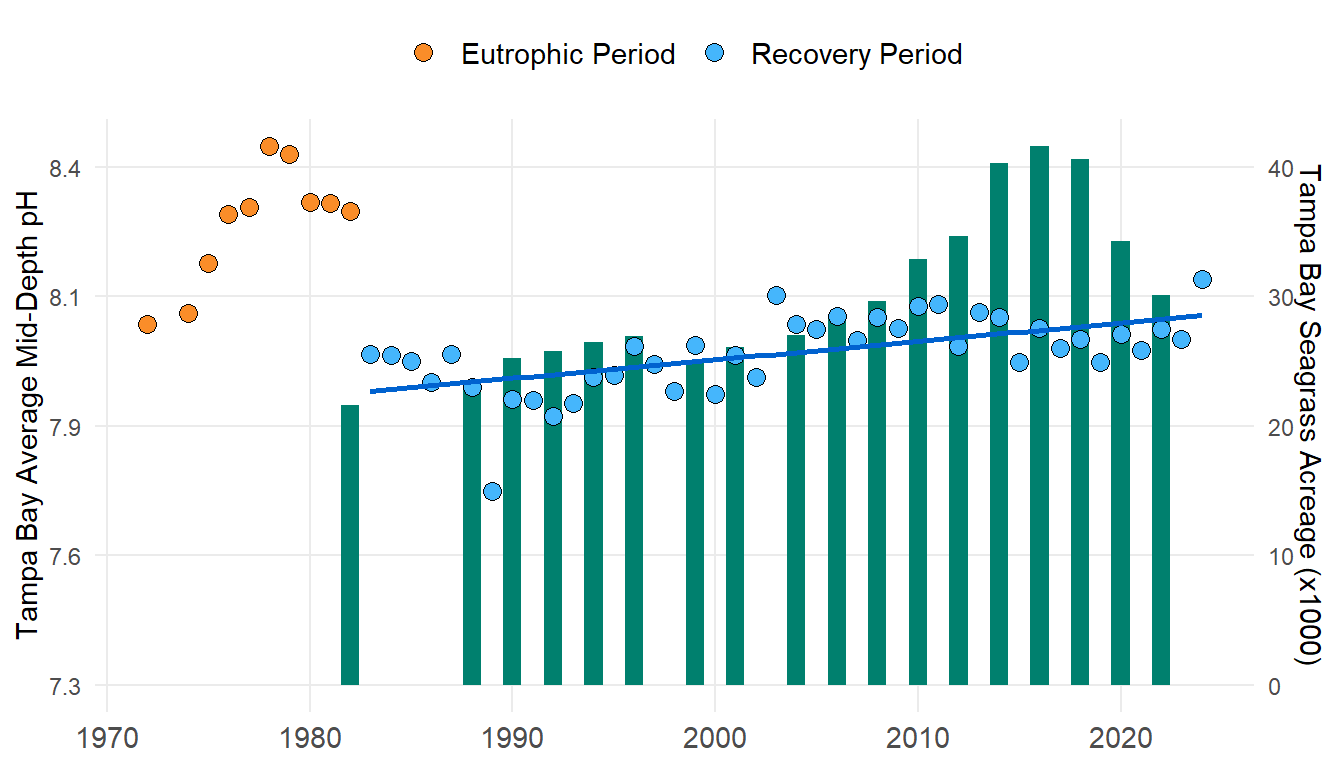 Eutrophic Period Recovery Period
Tampa Bay Average Mid-Depth pH
8.4
8.1
7.9
7.6
7.3
40
30
20
10
0
Tampa Bay Seagrass Acreage (x1000)
1970 1980 1990 2000 2010 2020